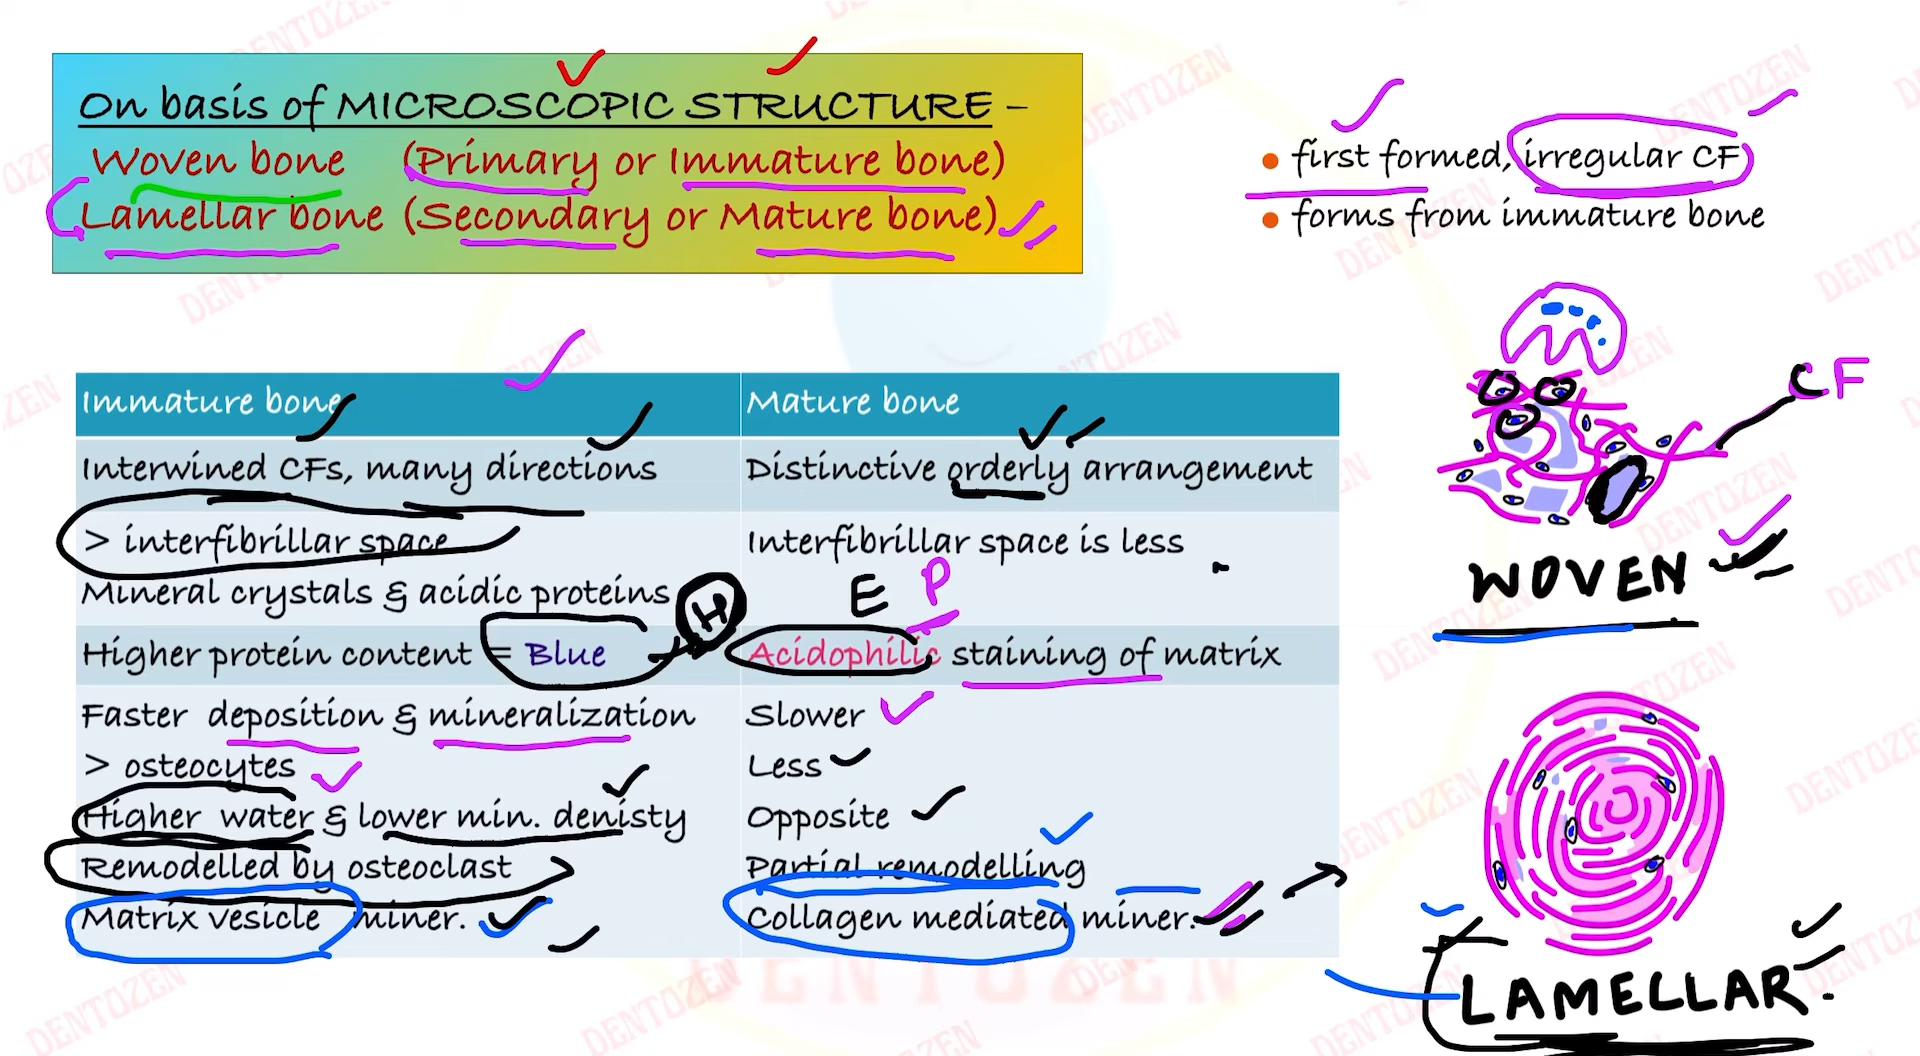 On basis of MICROSCOPIC STRUCTURE –
Woven bone (Primary or Immature bone)
Lamellar bone (Secondary or Mature bone)
• first formed, irregular CF
• forms from immature bone
Immature bone Mature bone
Interwined CFs, many directions Distinctive orderly arrangement
> interfibrillar space Interfibrillar space is less
Mineral crystals & acidic proteins
H E P
Higher protein content = Blue Acidophilic staining of matrix
Faster deposition & mineralization Slower
> osteocytes Less
Higher water & lower min. denisty Opposite
Remodelled by osteoclast Partial remodelling
Matrix vesicle miner. Collagen mediated miner.
CF
WOVEN
LAMELLAR
DENTOZEN